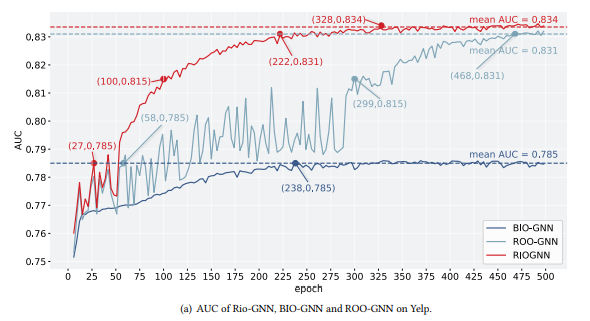 (328,0.834)
mean AUC = 0.834
0.83
mean AUC = 0.831
(222,0.831)
(468,0.831)
0.82
(100,0.815)
(299,0.815)
0.81
(58,0.785)
AUC
0.80
(27,0.785)
0.79
mean AUC = 0.785
0.78
(238,0.785)
0.77
BIO-GNN
ROO-GNN
RIOGNN
0.76
0.75
0 25 50 75 100 125 150 175 200 225 250 275 300 325 350 375 400 425 450 475 500
epoch
(a) AUC of Rio-GNN, BIO-GNN and ROO-GNN on Yelp.